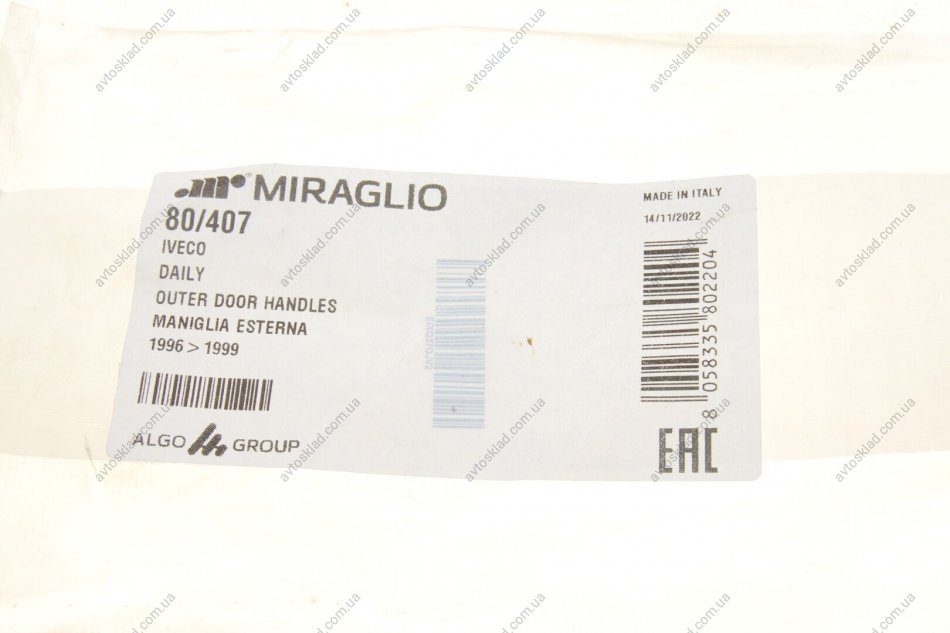 MIRAGLIO
80/407
IVECO
DAILY
OUTER DOOR HANDLES
MANIGLIA ESTERNA
1996 > 1999
ALGO GROUP
MADE IN ITALY
14/11/2022
8 058335 802204
EAC
avtosklad.com.ua